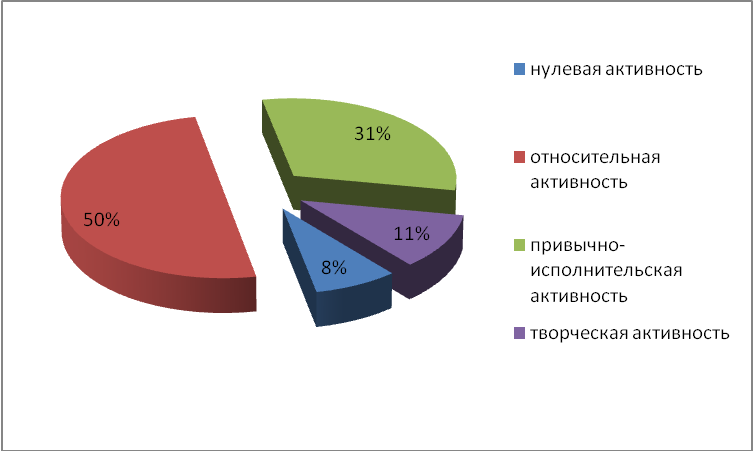 31%
50%
11%
8%
нулевая активность
относительная
активность
привычно-
исполнительская
активность
творческая активность